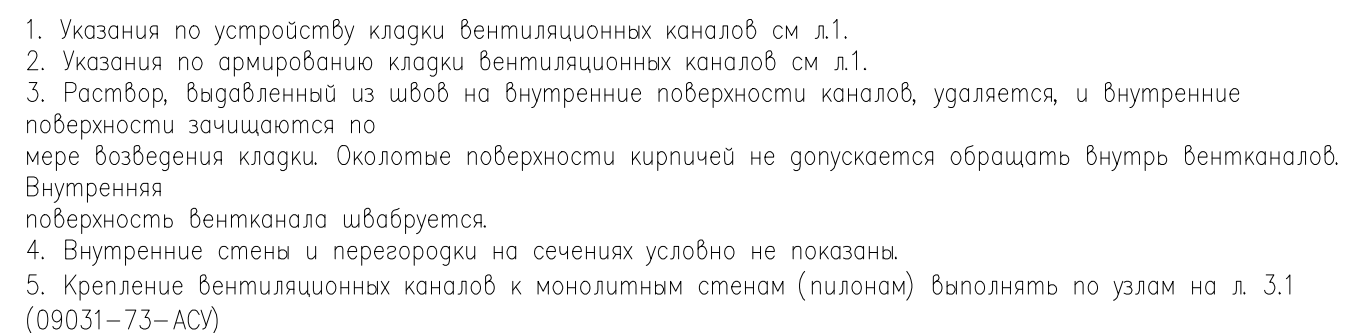 1. Указания по устройству кладки вентиляционных каналов см л.1.
2. Указания по армированию кладки вентиляционных каналов см л.1.
3. Раствор, выдавленный из швов на внутренние поверхности каналов, удаляется, и внутренние
поверхности зачищаются по
мере возведения кладки. Околотые поверхности кирпичей не допускается обращать внутрь вентканалов.
Внутренняя
поверхность вентканала швабруется.
4. Внутренние стены и перегородки на сечениях условно не показаны.
5. Крепление вентиляционных каналов к монолитным стенам (пилонам) выполнять по узлам на л. 3.1
(09031-73-АСУ)